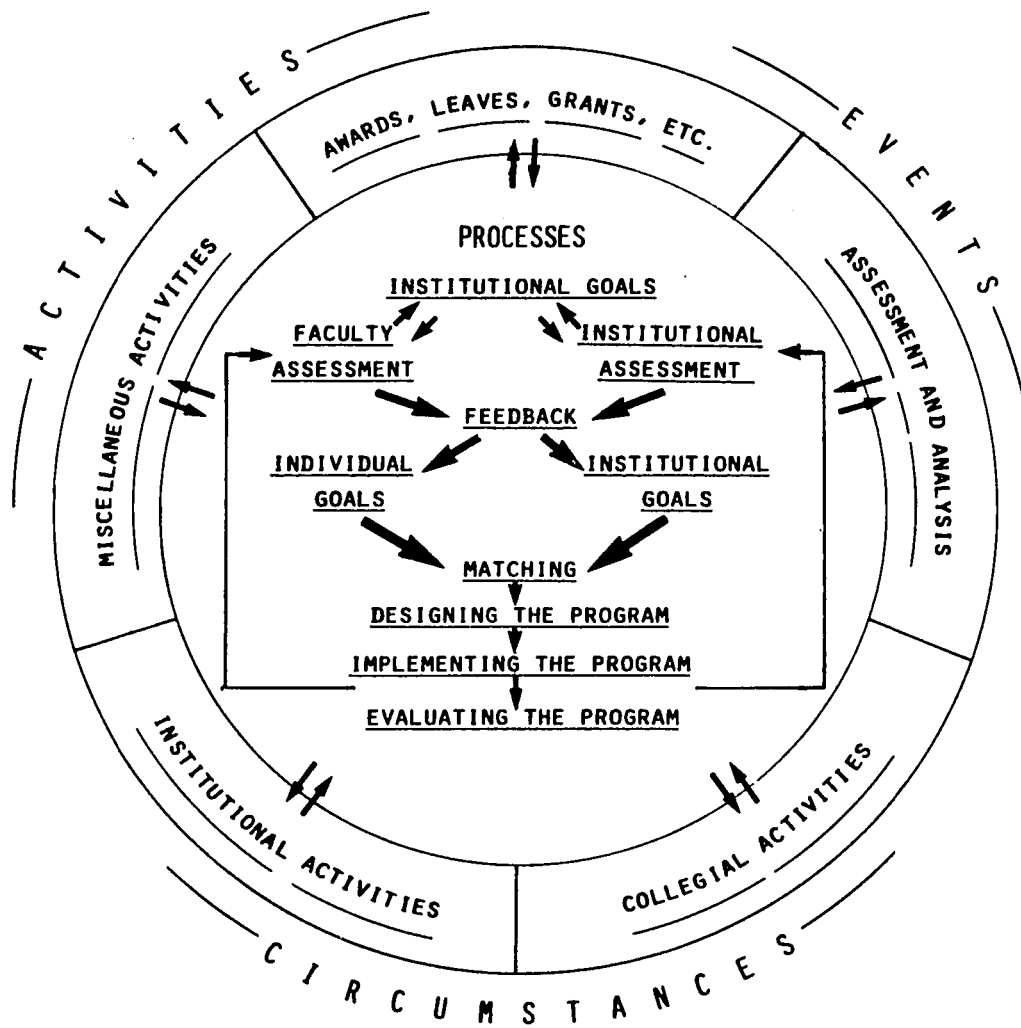 ACTIVITIES
EVENTS
AWARDS, LEAVES, GRANTS, ETC.
MISCELLANEOUS ACTIVITIES
ASSESSMENT AND ANALYSIS
PROCESSES
INSTITUTIONAL GOALS
FACULTY
ASSESSMENT
INSTITUTIONAL
ASSESSMENT
FEEDBACK
INDIVIDUAL
GOALS
INSTITUTIONAL
GOALS
MATCHING
DESIGNING THE PROGRAM
IMPLEMENTING THE PROGRAM
EVALUATING THE PROGRAM
INSTITUTIONAL ACTIVITIES
COLLEGIAL ACTIVITIES
CIRCUMSTANCES